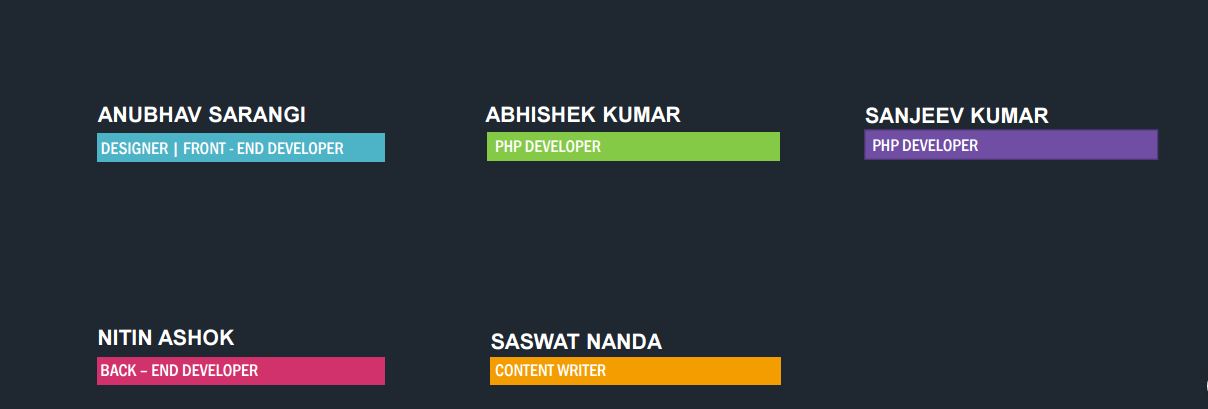 ANUBHAV SARANGI
DESIGNER | FRONT - END DEVELOPER
ABHISHEK KUMAR
PHP DEVELOPER
SANJEEV KUMAR
PHP DEVELOPER
NITIN ASHOK
BACK – END DEVELOPER
SASWAT NANDA
CONTENT WRITER